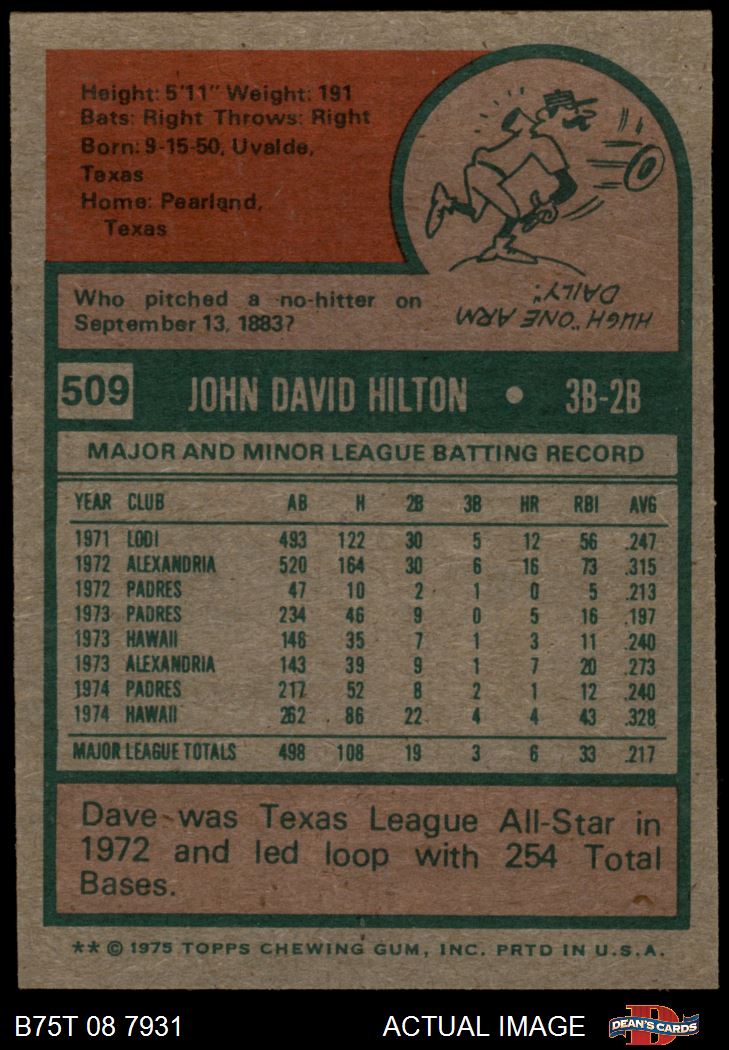 Height: 5'11" Weight: 191
Bats: Right Throws: Right
Born: 9-15-50, Uvalde,
Texas
Home: Pearland,
Texas
Who pitched a no-hitter on
September 13, 1883?
HUGH "ONE ARM
DAILY".
509 JOHN DAVID HILTON • 3B-2B
MAJOR AND MINOR LEAGUE BATTING RECORD
YEAR CLUB AB H 2B 3B HR RBI AVG
1971 LODI 493 122 30 5 12 56 .247
1972 ALEXANDRIA 520 164 30 6 16 73 .315
1972 PADRES 47 10 2 1 0 5 .213
1973 PADRES 234 46 9 0 5 16 .197
1973 HAWAII 146 35 7 1 3 11 .240
1973 ALEXANDRIA 143 39 9 1 7 20 .273
1974 PADRES 217 52 8 2 1 12 .240
1974 HAWAII 262 86 22 4 4 43 .328
MAJOR LEAGUE TOTALS 498 108 19 3 6 33 .217
Dave was Texas League All-Star in
1972 and led loop with 254 Total
Bases.
** © 1975 TOPPS CHEWING GUM, INC. PRTD IN U.S.A.
B75T 08 7931 ACTUAL IMAGE DEAN'S CARDS